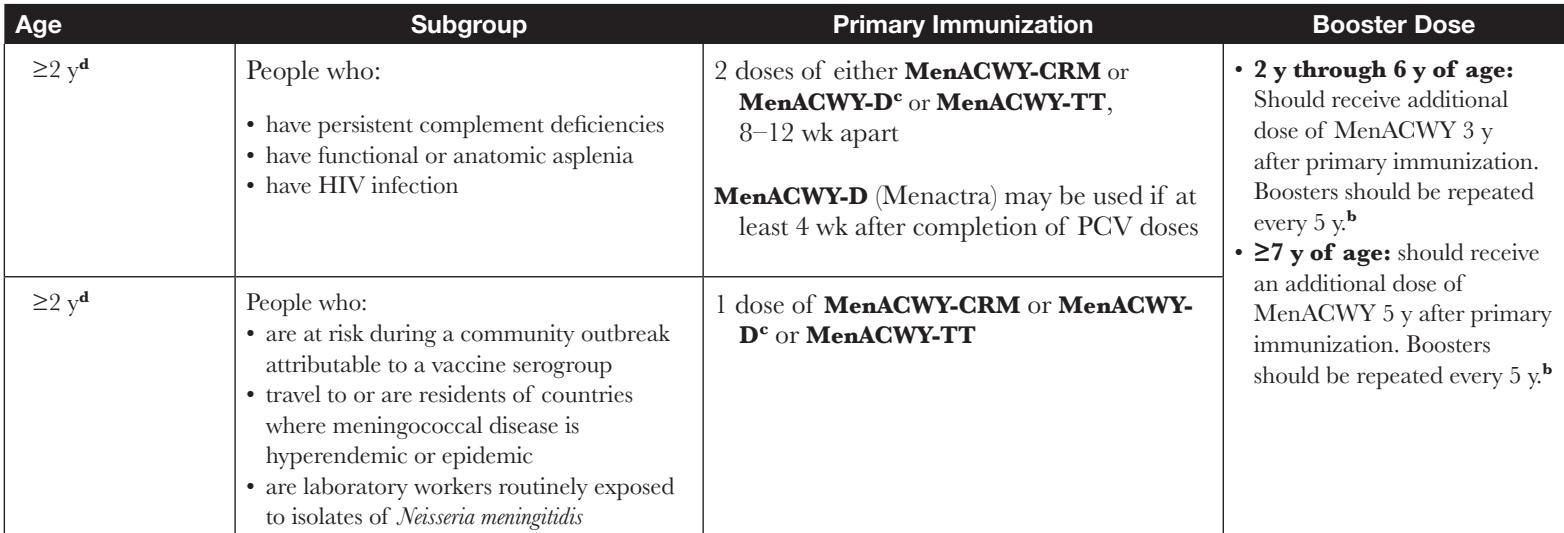 Age Subgroup Primary Immunization Booster Dose
≥2 yᵈ
People who:
• have persistent complement deficiencies
• have functional or anatomic asplenia
• have HIV infection
2 doses of either MenACWY-CRM or
MenACWY-Dᶜ or MenACWY-TT,
8–12 wk apart
MenACWY-D (Menactra) may be used if at
least 4 wk after completion of PCV doses
• 2 y through 6 y of age:
Should receive additional
dose of MenACWY 3 y
after primary immunization.
Boosters should be repeated
every 5 y.ᵇ
• ≥7 y of age: should receive
an additional dose of
MenACWY 5 y after primary
immunization. Boosters
should be repeated every 5 y.ᵇ
≥2 yᵈ
People who:
• are at risk during a community outbreak
attributable to a vaccine serogroup
• travel to or are residents of countries
where meningococcal disease is
hyperendemic or epidemic
• are laboratory workers routinely exposed
to isolates of Neisseria meningitidis
1 dose of MenACWY-CRM or MenACWY-
Dᶜ or MenACWY-TT